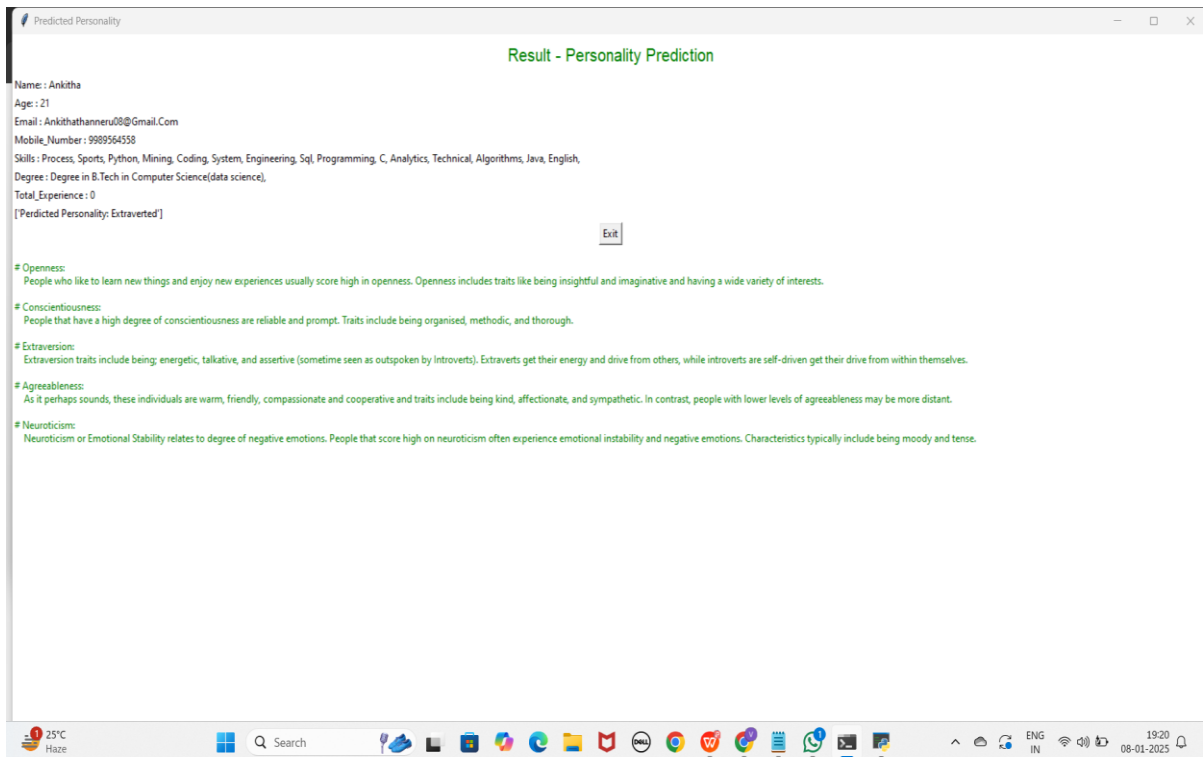 Predicted Personality
Result - Personality Prediction
Name: : Ankitha
Age: : 21
Email : Ankithathanneru08@Gmail.Com
Mobile_Number : 9989564558
Skills : Process, Sports, Python, Mining, Coding, System, Engineering, Sql, Programming, C, Analytics, Technical, Algorithms, Java, English,
Degree : Degree in B.Tech in Computer Science(data science),
Total_Experience : 0
['Perdicted Personality: Extraverted']
Exit
# Openness:
People who like to learn new things and enjoy new experiences usually score high in openness. Openness includes traits like being insightful and imaginative and having a wide variety of interests.
# Conscientiousness:
People that have a high degree of conscientiousness are reliable and prompt. Traits include being organised, methodic, and thorough.
# Extraversion:
Extraversion traits include being; energetic, talkative, and assertive (sometime seen as outspoken by Introverts). Extraverts get their energy and drive from others, while introverts are self-driven get their drive from within themselves.
# Agreeableness:
As it perhaps sounds, these individuals are warm, friendly, compassionate and cooperative and traits include being kind, affectionate, and sympathetic. In contrast, people with lower levels of agreeableness may be more distant.
# Neuroticism:
Neuroticism or Emotional Stability relates to degree of negative emotions. People that score high on neuroticism often experience emotional instability and negative emotions. Characteristics typically include being moody and tense.
1
25°C
Haze
Search
DELL
V
1
ENG
IN
19:20
08-01-2025